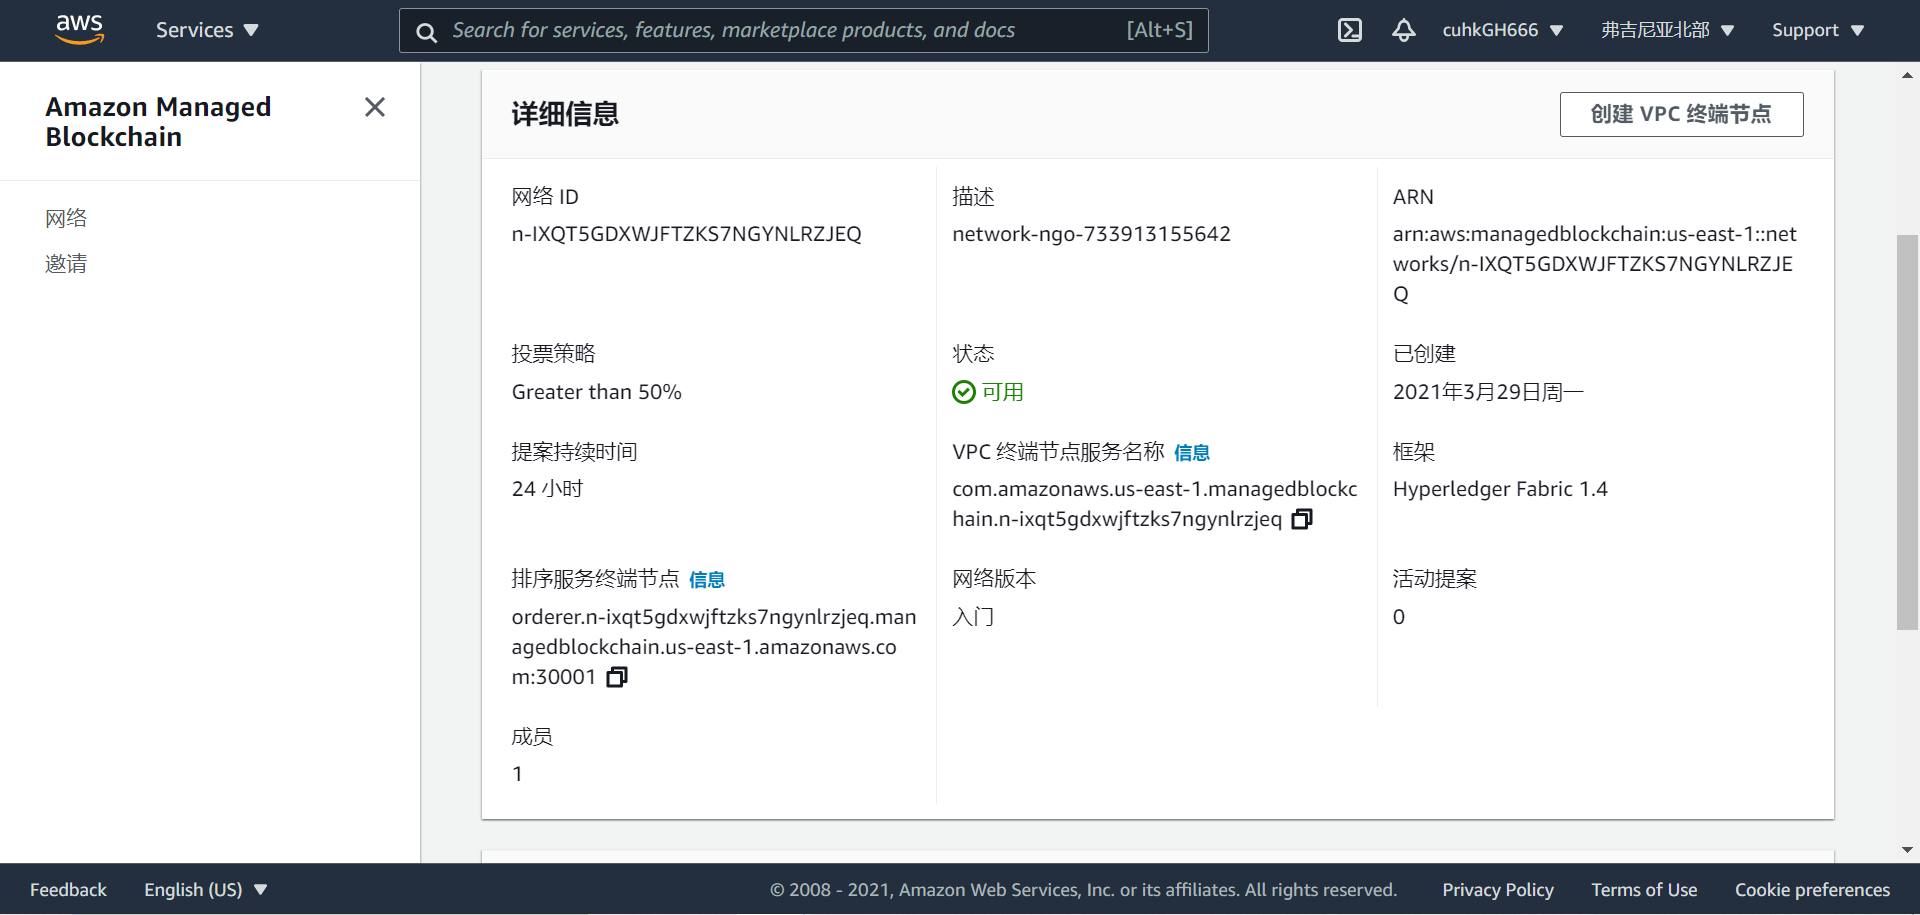 aws
Services
Search for services, features, marketplace products, and docs
[Alt+S]
cuhkGH666
弗吉尼亚北部
Support
Amazon Managed
Blockchain
网络
邀请
详细信息
创建 VPC 终端节点
网络 ID
n-IXQT5GDXWJFTZKS7NGYNLRZJEQ
描述
network-ngo-733913155642
ARN
arn:aws:managedblockchain:us-east-1::net
works/n-IXQT5GDXWJFTZKS7NGYNLRZJE
Q
投票策略
Greater than 50%
状态
可用
已创建
2021年3月29日周一
提案持续时间
24 小时
VPC 终端节点服务名称 信息
com.amazonaws.us-east-1.managedblockc
hain.n-ixqt5gdxwjftzks7ngynlrzjeq
框架
Hyperledger Fabric 1.4
排序服务终端节点 信息
orderer.n-ixqt5gdxwjftzks7ngynlrzjeq.man
agedblockchain.us-east-1.amazonaws.co
m:30001
网络版本
入门
活动提案
0
成员
1
Feedback
English (US)
© 2008 - 2021, Amazon Web Services, Inc. or its affiliates. All rights reserved.
Privacy Policy
Terms of Use
Cookie preferences